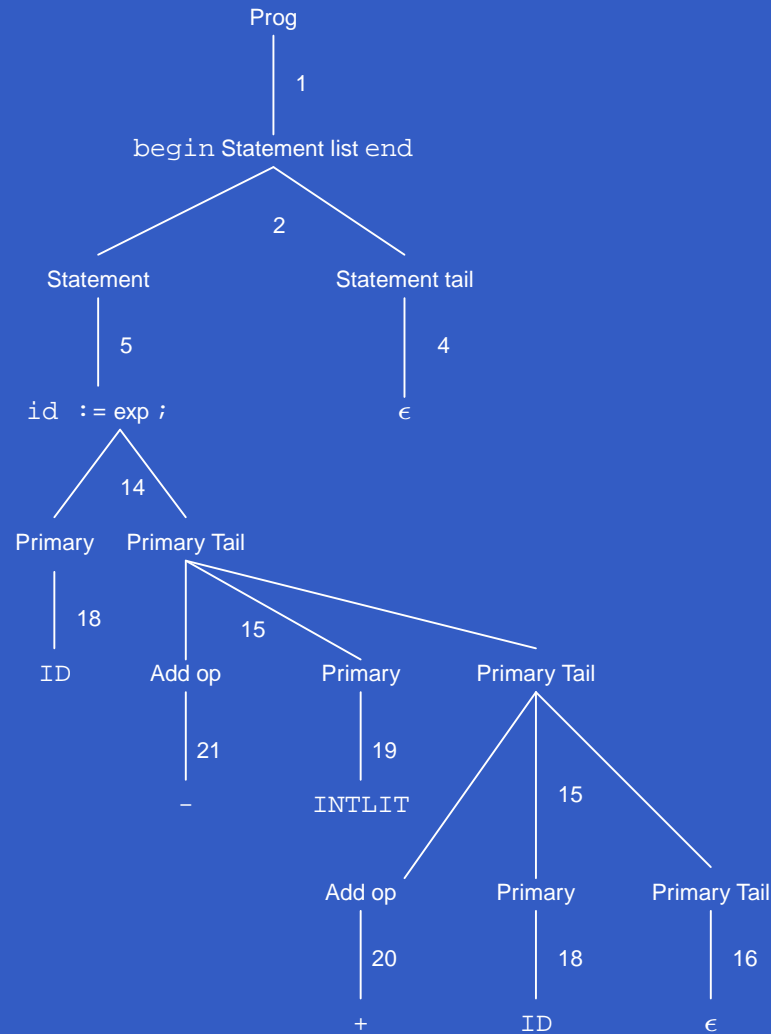 Prog
1
begin Statement list end
2
Statement Statement tail
5 4
id := exp ; ϵ
14
Primary Primary Tail
18 15
ID Add op Primary Primary Tail
21 19 15
- INTLIT
Add op Primary Primary Tail
20 18 16
+ ID ϵ